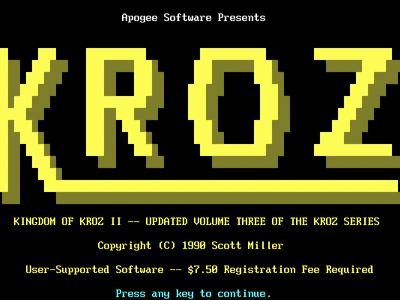 Apogee Software Presents
KROZ
KINGDOM OF KROZ II -- UPDATED VOLUME THREE OF THE KROZ SERIES
Copyright (C) 1990 Scott Miller
User-Supported Software -- $7.50 Registration Fee Required
Press any key to continue.